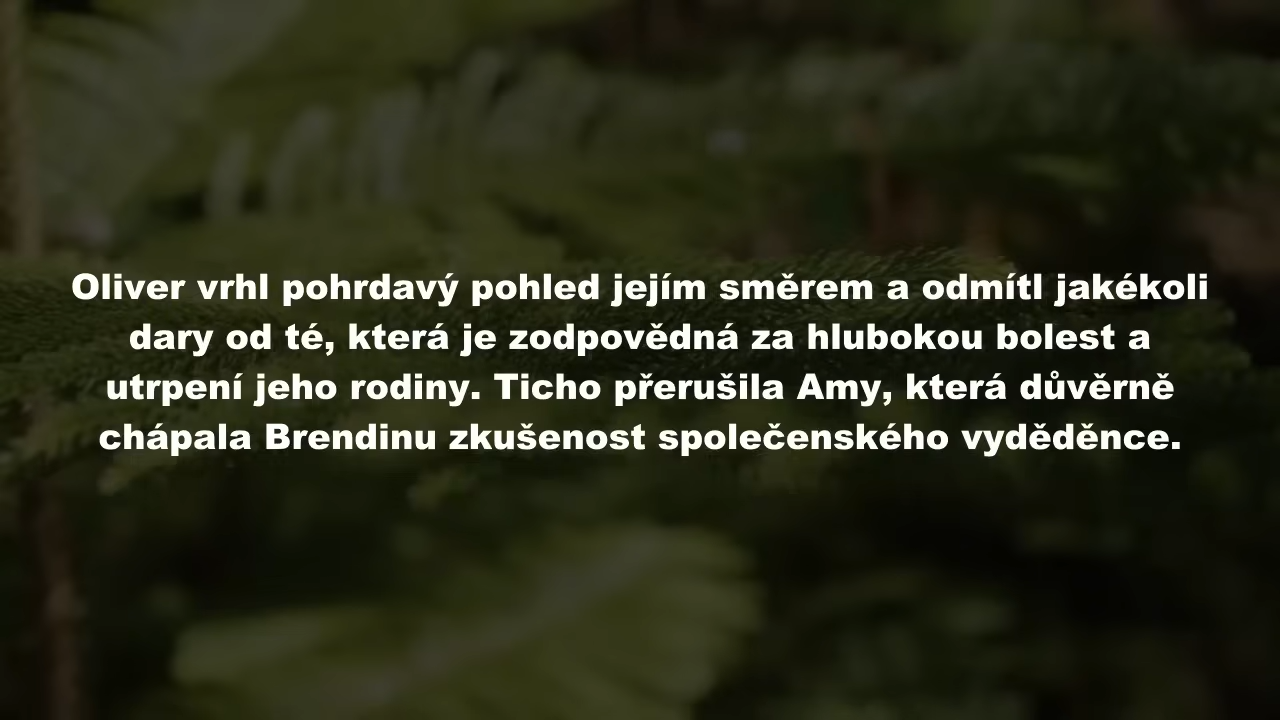 Oliver vrhl pohrdavý pohled jejím směrem a odmítl jakékoli
dary od té, která je zodpovědná za hlubokou bolest a
utrpení jeho rodiny. Ticho přerušila Amy, která důvěrně
chápala Brendinu zkušenost společenského vyděděnce.